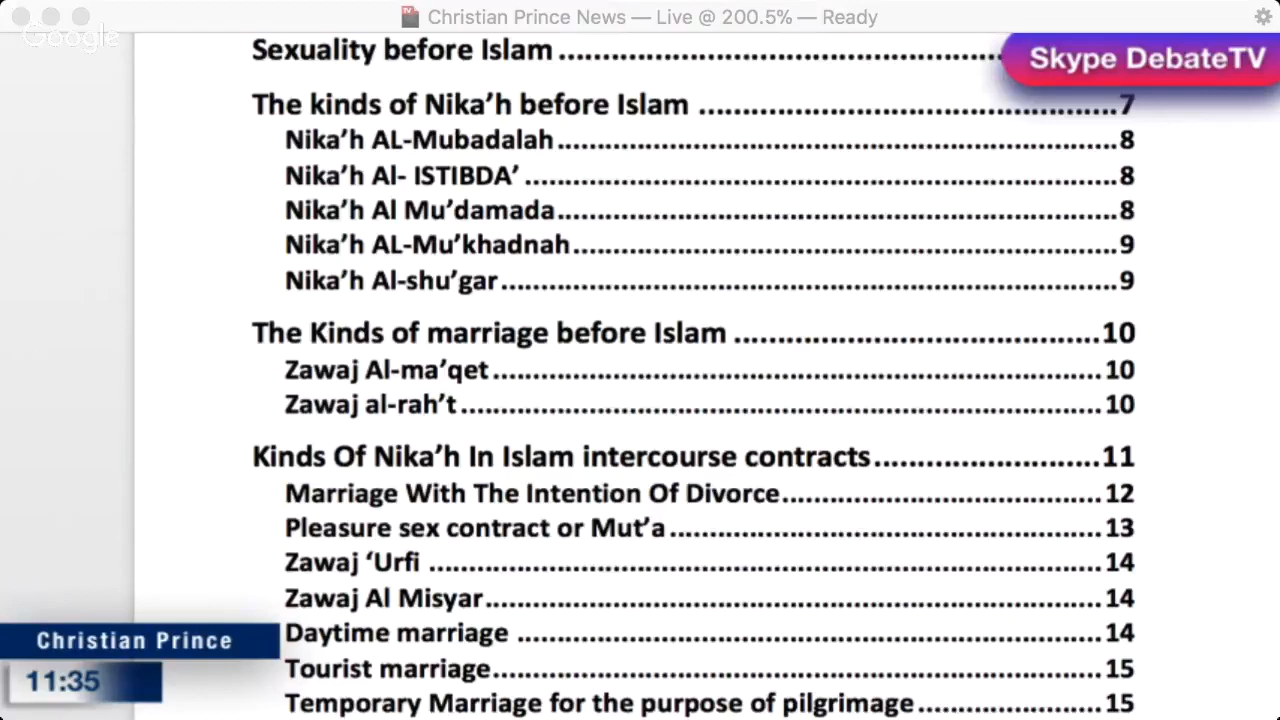 Christian Prince News — Live @ 200.5% — Ready
Google
Skype DebateTV
Sexuality before Islam ......................................................
The kinds of Nika’h before Islam ....................................................7
Nika’h AL-Mubadalah......................................................................8
Nika’h Al- ISTIBDA’ ..........................................................................8
Nika’h Al Mu’damada......................................................................8
Nika’h AL-Mu’khadnah....................................................................9
Nika’h Al-shu’gar.............................................................................9
The Kinds of marriage before Islam .............................................10
Zawaj Al-ma’qet............................................................................10
Zawaj al-rah’t................................................................................10
Kinds Of Nika’h In Islam intercourse contracts............................11
Marriage With The Intention Of Divorce........................................12
Pleasure sex contract or Mut’a......................................................13
Zawaj ‘Urfi ....................................................................................14
Zawaj Al Misyar.............................................................................14
Daytime marriage .........................................................................14
Tourist marriage............................................................................15
Temporary Marriage for the purpose of pilgrimage.......................15
Christian Prince
11:35